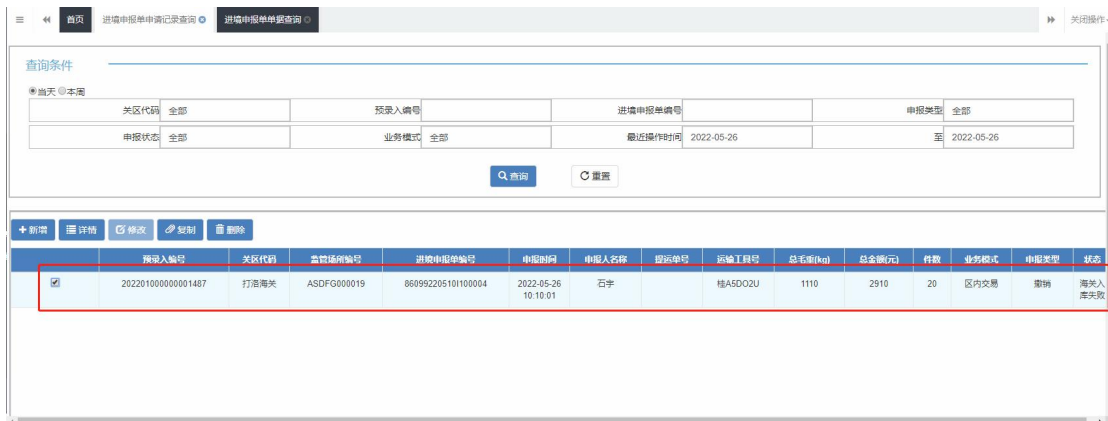 首页 进境申报单申请记录查询 进境申报单单据查询 关闭操作
查询条件
当天 本周
关区代码 全部 预录入编号 进境申报单编号 申报类型 全部
申报状态 全部 业务模式 全部 最近操作时间 2022-05-26 至 2022-05-26
查询 重置
新增 详情 修改 复制 删除
预录入编号 关区代码 监管场所编号 进境申报单编号 申报时间 申报人名称 提运单号 运输工具号 总毛重(kg) 总金额(元) 件数 业务模式 申报类型 状态
202201000000001487 打洛海关 ASDFG000019 86099220510I100004 2022-05-26 石宇 桂A5DO2U 1110 2910 20 区内交易 撤销 海关入
10:10:01 库失败